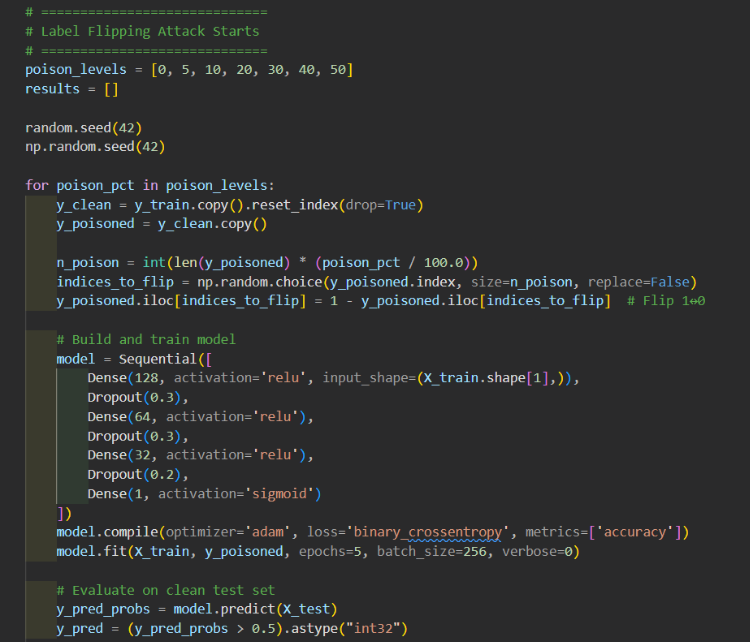 # =============================
# Label Flipping Attack Starts
# =============================
poison_levels = [0, 5, 10, 20, 30, 40, 50]
results = []
random.seed(42)
np.random.seed(42)
for poison_pct in poison_levels:
y_clean = y_train.copy().reset_index(drop=True)
y_poisoned = y_clean.copy()
n_poison = int(len(y_poisoned) * (poison_pct / 100.0))
indices_to_flip = np.random.choice(y_poisoned.index, size=n_poison, replace=False)
y_poisoned.iloc[indices_to_flip] = 1 - y_poisoned.iloc[indices_to_flip]  # Flip 1↔0
# Build and train model
model = Sequential([
Dense(128, activation='relu', input_shape=(X_train.shape[1],)),
Dropout(0.3),
Dense(64, activation='relu'),
Dropout(0.3),
Dense(32, activation='relu'),
Dropout(0.2),
Dense(1, activation='sigmoid')
])
model.compile(optimizer='adam', loss='binary_crossentropy', metrics=['accuracy'])
model.fit(X_train, y_poisoned, epochs=5, batch_size=256, verbose=0)
# Evaluate on clean test set
y_pred_probs = model.predict(X_test)
y_pred = (y_pred_probs > 0.5).astype("int32")